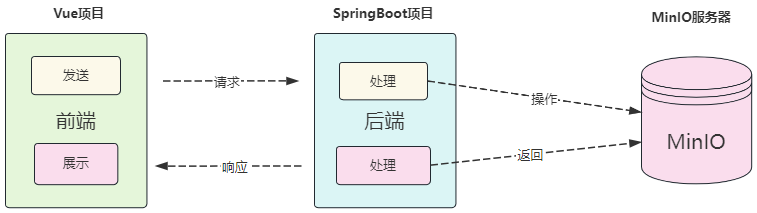 Vue项目
SpringBoot项目
MinIO服务器
发送
请求
处理
操作
前端
后端
MinIO
展示
响应
处理
返回